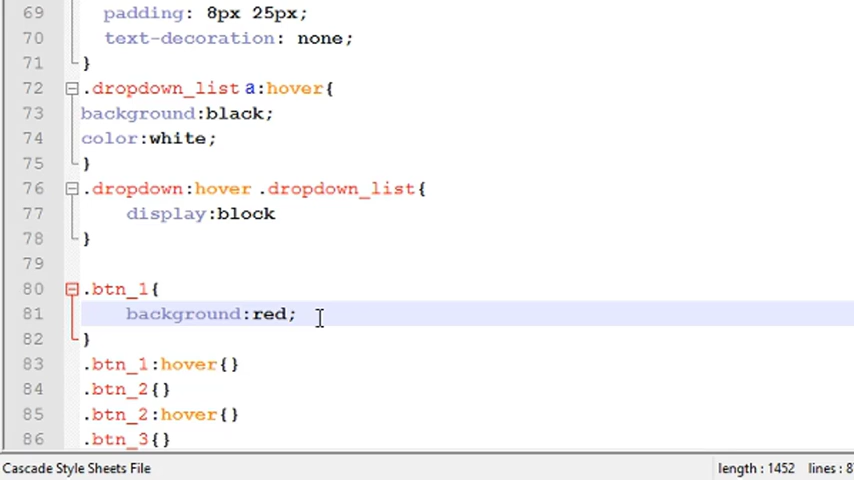 69 padding: 8px 25px;
70 text-decoration: none;
71 }
72 .dropdown_list a:hover{
73 background:black;
74 color:white;
75 }
76 .dropdown:hover .dropdown_list{
77 display:block
78 }
79
80 .btn_1{
81 background:red;
82 }
83 .btn_1:hover{}
84 .btn_2{}
85 .btn_2:hover{}
86 .btn_3{}
Cascade Style Sheets File length : 1452 lines : 8